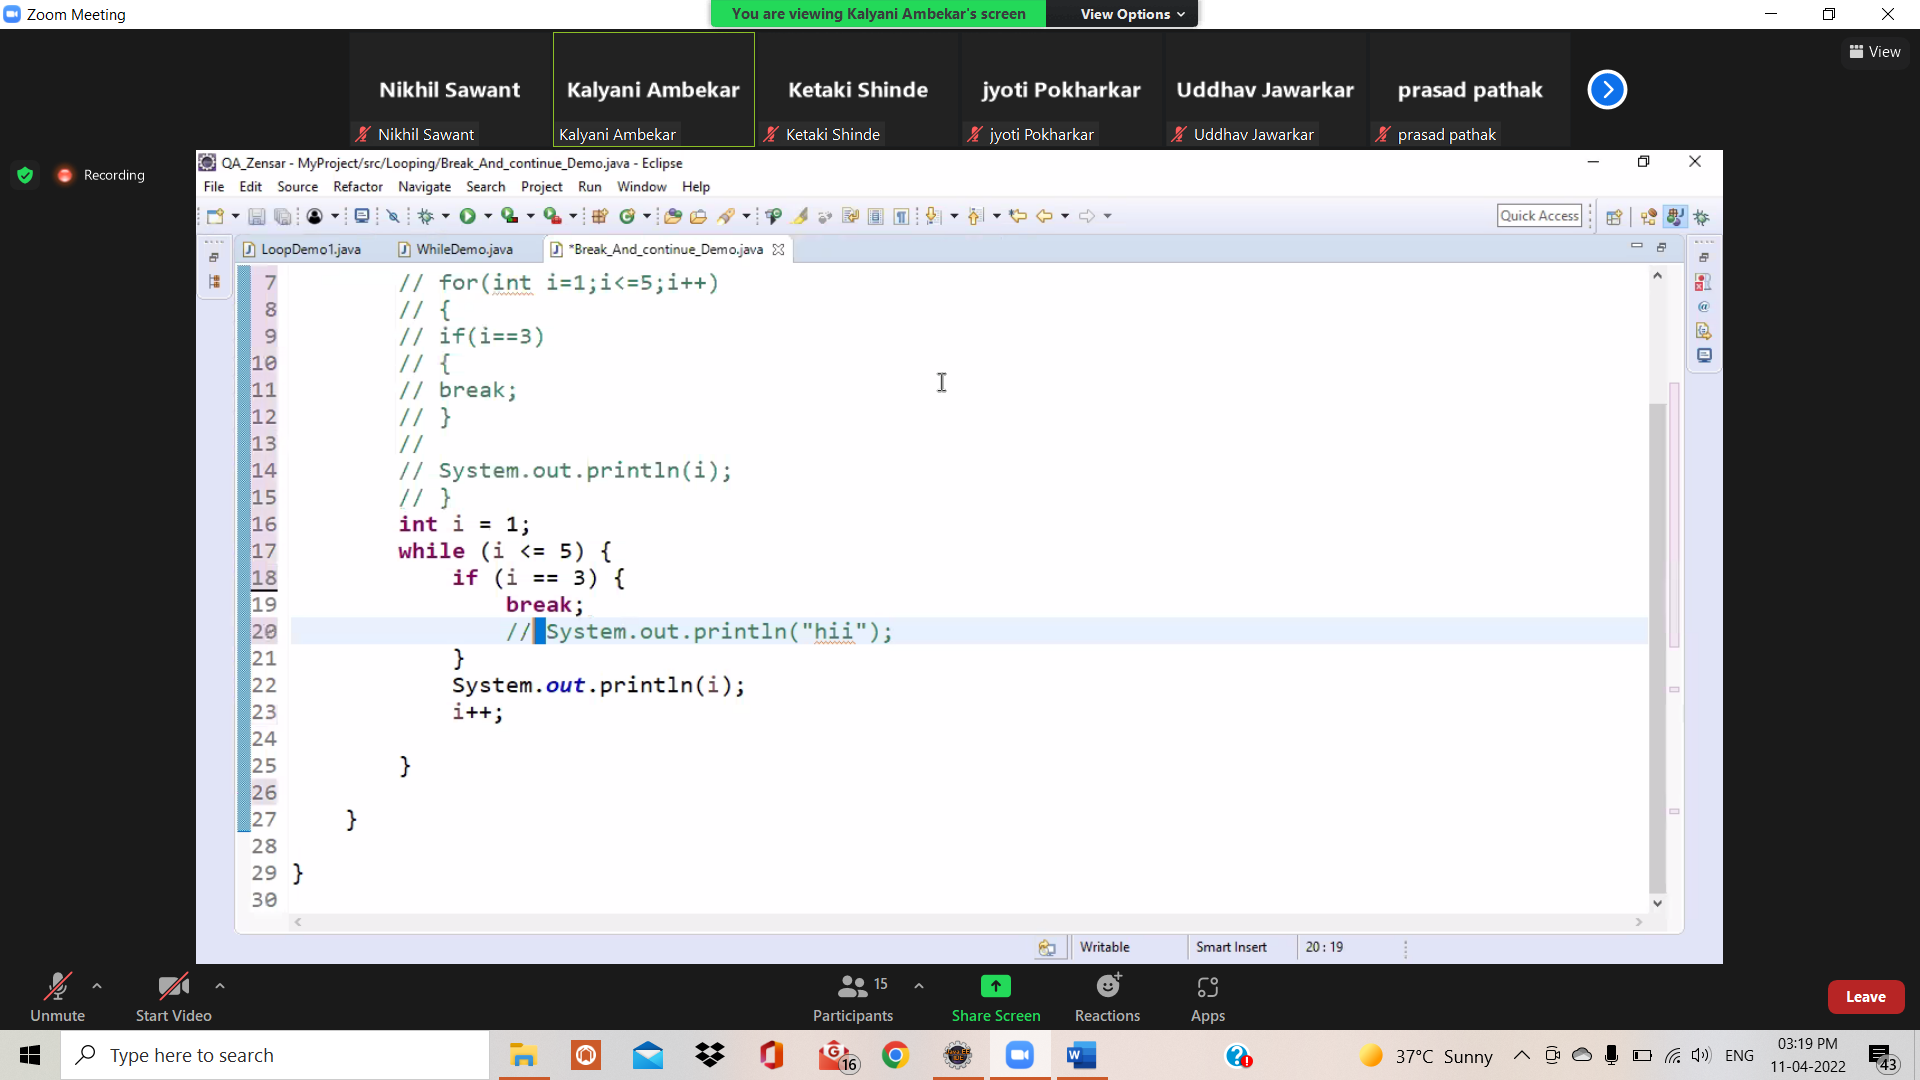 Zoom Meeting
You are viewing Kalyani Ambekar's screen
View Options
View
Nikhil Sawant
Kalyani Ambekar
Ketaki Shinde
jyoti Pokharkar
Uddhav Jawarkar
prasad pathak
Nikhil Sawant
Kalyani Ambekar
Ketaki Shinde
jyoti Pokharkar
Uddhav Jawarkar
prasad pathak
Recording
QA_Zensar - MyProject/src/Looping/Break_And_continue_Demo.java - Eclipse
File Edit Source Refactor Navigate Search Project Run Window Help
Quick Access
LoopDemo1.java
WhileDemo.java
*Break_And_continue_Demo.java
7 // for(int i=1;i<=5;i++)
8 // {
9 // if(i==3)
10 // {
11 // break;
12 // }
13 //
14 // System.out.println(i);
15 // }
16 int i = 1;
17 while (i <= 5) {
18 if (i == 3) {
19 break;
20 // System.out.println("hii");
21 }
22 System.out.println(i);
23 i++;
24
25 }
26
27 }
28
29 }
30
Writable
Smart Insert
20 : 19
Unmute
Start Video
15
Participants
Share Screen
Reactions
Apps
Leave
Type here to search
16
37°C Sunny
ENG
03:19 PM
11-04-2022
43